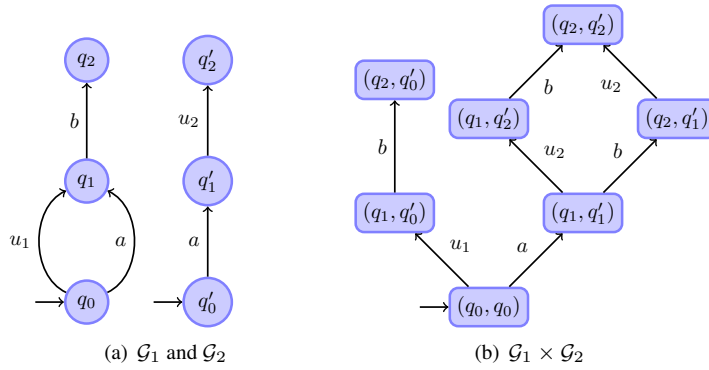 (q₂, q′₂)
q₂
q′₂
(q₂, q′₀)
b
u₂
u₂
(q₁, q′₂)
(q₂, q′₁)
b
b
u₂
b
q₁
q′₁
(q₁, q′₀)
(q₁, q′₁)
u₁
a
a
u₁
a
q₀
q′₀
(q₀, q₀)
(a) 𝒢₁ and 𝒢₂
(b) 𝒢₁ × 𝒢₂